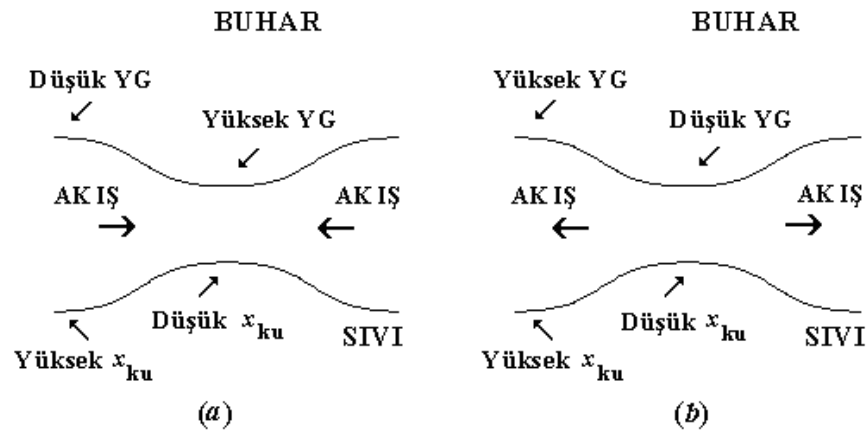 BUHAR
Düşük YG
Yüksek YG
AKIŞ
AKIŞ
Düşük x_ku
SIVI
Yüksek x_ku
(a)
BUHAR
Yüksek YG
Düşük YG
AKIŞ
AKIŞ
Düşük x_ku
SIVI
Yüksek x_ku
(b)